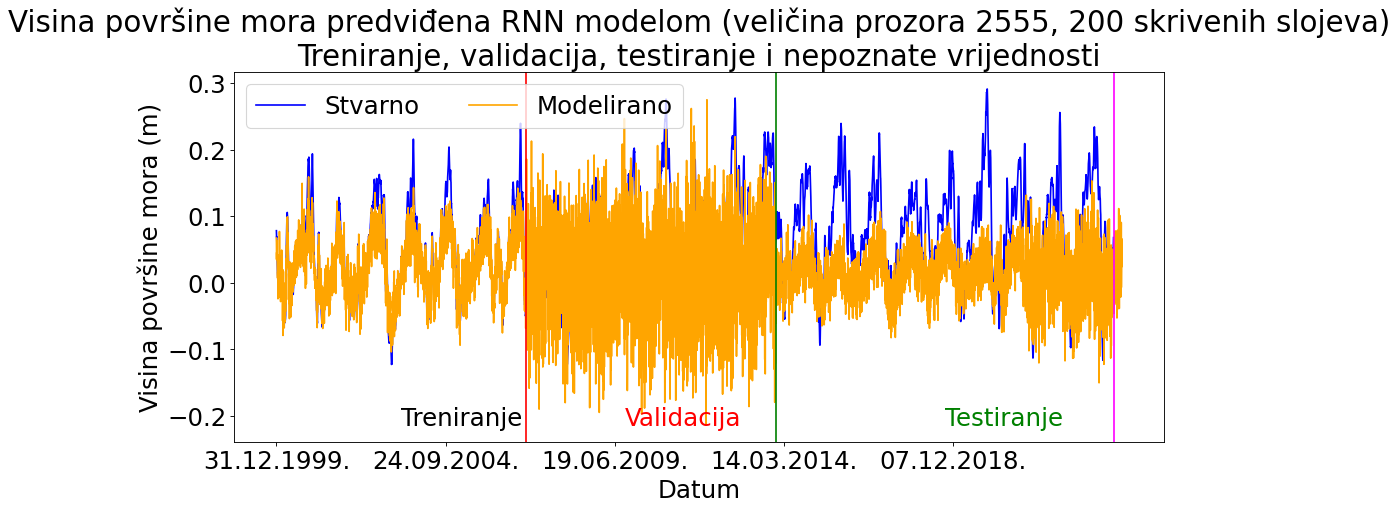 Visina površine mora predviđena RNN modelom (veličina prozora 2555, 200 skrivenih slojeva)
Treniranje, validacija, testiranje i nepoznate vrijednosti
Stvarno
Modelirano
Visina površine mora (m)
0.3
0.2
0.1
0.0
−0.1
−0.2
Treniranje
Validacija
Testiranje
31.12.1999.
24.09.2004.
19.06.2009.
14.03.2014.
07.12.2018.
Datum